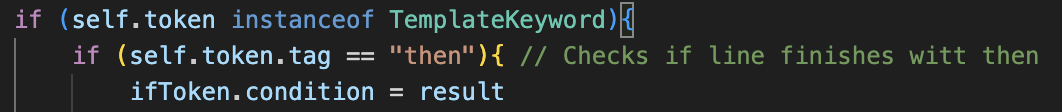 if (self.token instanceof TemplateKeyword){
if (self.token.tag == "then"){ // Checks if line finishes witt then
ifToken.condition = result